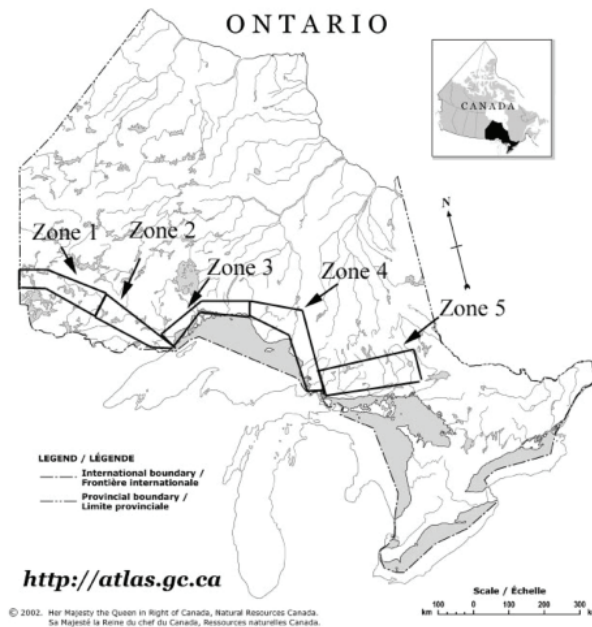 ONTARIO
CANADA
N
Zone 1
Zone 2
Zone 3
Zone 4
Zone 5
LEGEND / LÉGENDE
International boundary /
Frontière internationale
Provincial boundary /
Limite provinciale
http://atlas.gc.ca
Scale / Échelle
100 0 100 200 300
km km
© 2002. Her Majesty the Queen in Right of Canada, Natural Resources Canada.
Sa Majesté la Reine du chef du Canada, Ressources naturelles Canada.